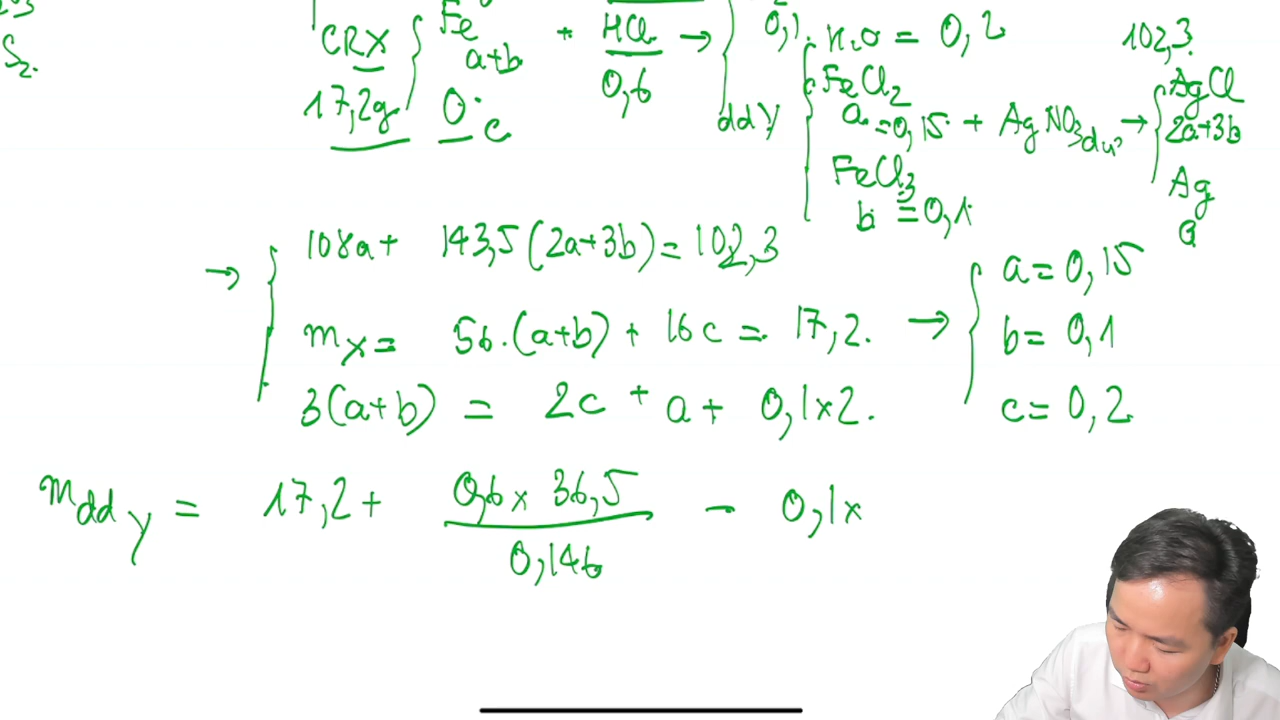 S2.
CRX { Fe + HCl → { 0,1. H2O = 0,2 102,3.
a+b 0,6 FeCl2 { AgCl
17,2g O c ddY a = 0,15 + AgNO3 dư → 2a+3b
FeCl3 Ag
b = 0,1 a
→ { 108a + 143,5(2a+3b) = 102,3 a = 0,15
mX = 56.(a+b) + 16c = 17,2. → { b = 0,1
3(a+b) = 2c + a + 0,1x2. c = 0,2
mddY = 17,2 + 0,6 x 36,5 / 0,146 - 0,1x